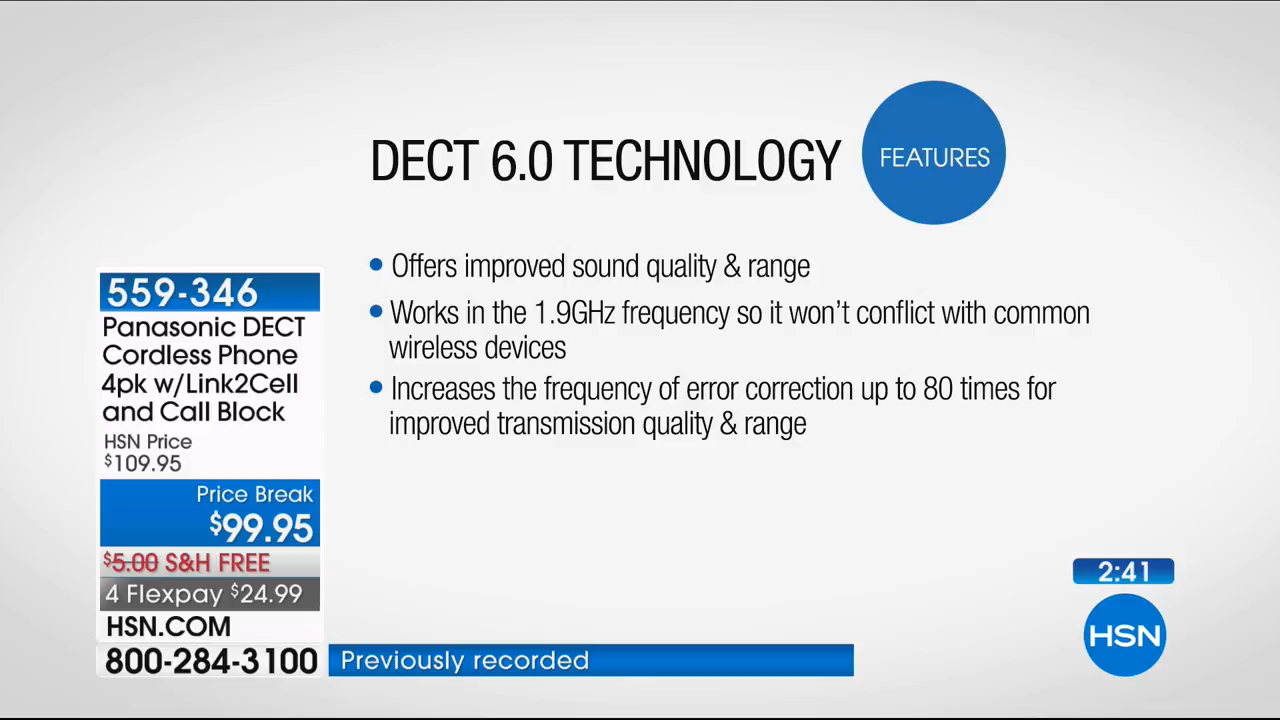 DECT 6.0 TECHNOLOGY
FEATURES
• Offers improved sound quality & range
• Works in the 1.9GHz frequency so it won't conflict with common
wireless devices
• Increases the frequency of error correction up to 80 times for
improved transmission quality & range
559-346
Panasonic DECT
Cordless Phone
4pk w/Link2Cell
and Call Block
HSN Price
$109.95
Price Break
$99.95
$5.00 S&H FREE
4 Flexpay $24.99
HSN.COM
800-284-3100
Previously recorded
2:41
HSN